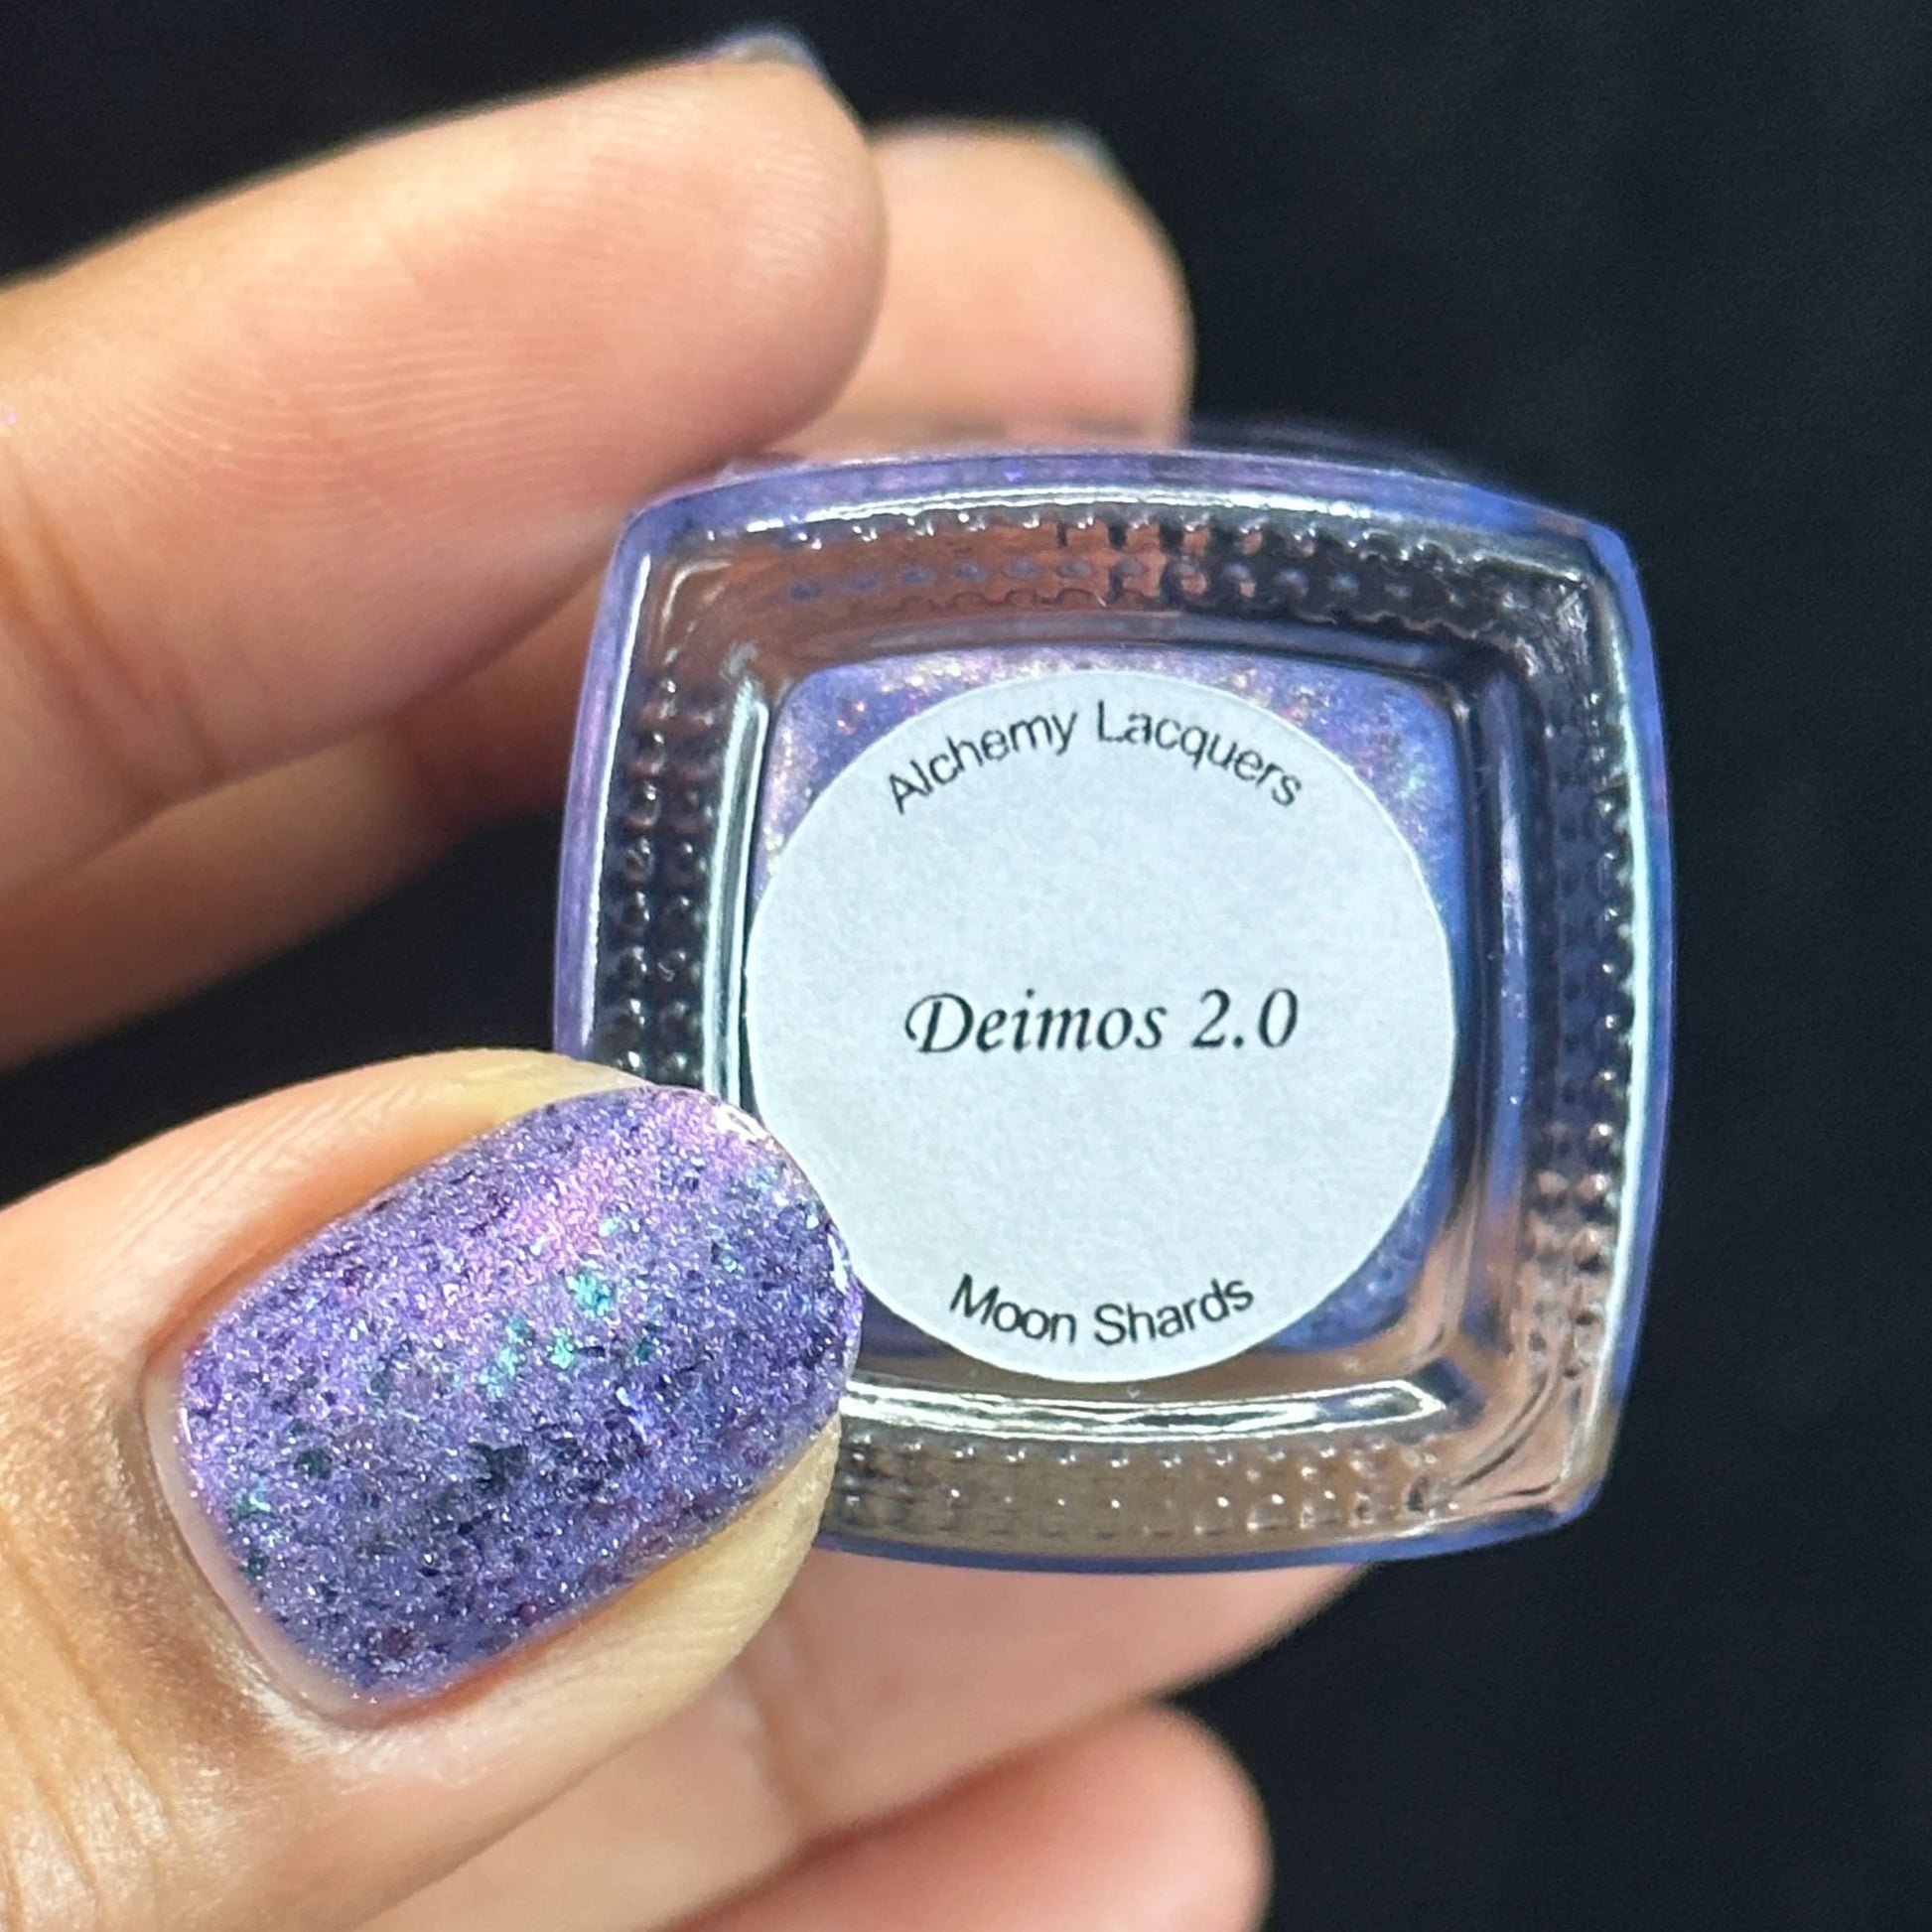 Alchemy Lacquers
Deimos 2.0
Moon Shards